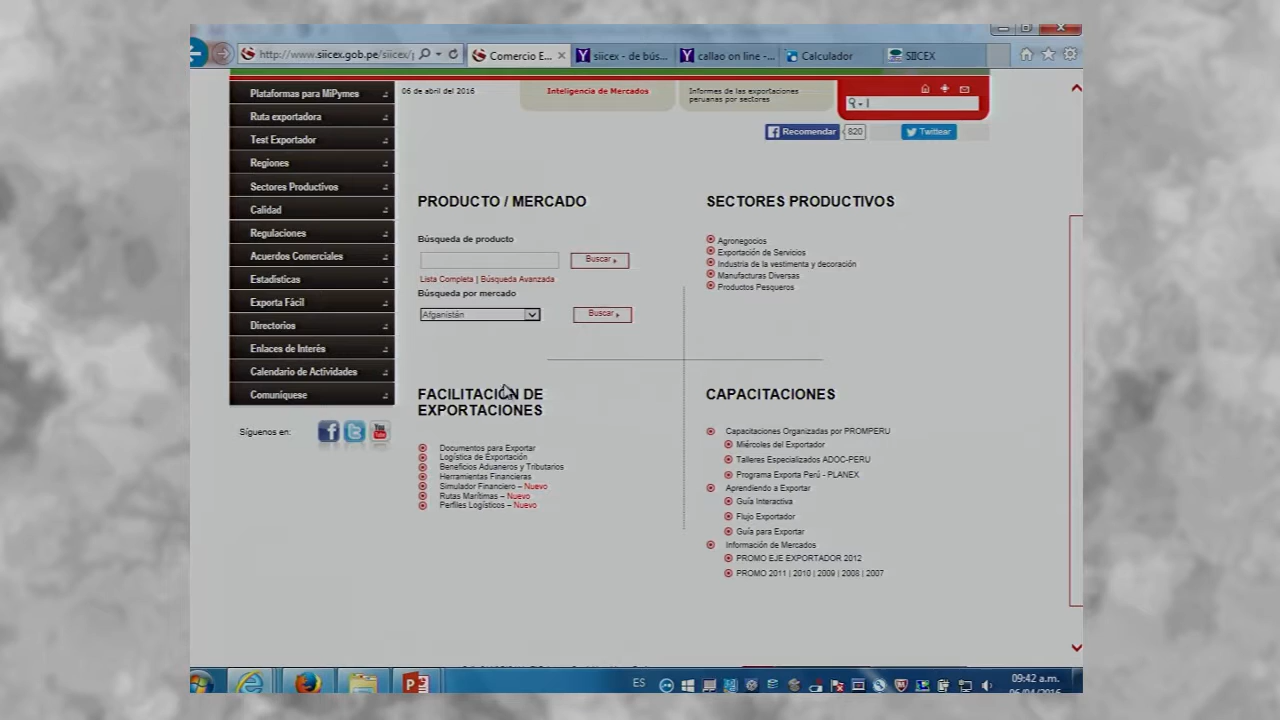 http://www.siicex.gob.pe/siicex/
Comercio E...
siicex - de bús...
callao on line -...
Calculador
SIICEX
Plataformas para MiPymes
Ruta exportadora
Test Exportador
Regiones
Sectores Productivos
Calidad
Regulaciones
Acuerdos Comerciales
Estadísticas
Exporta Fácil
Directorios
Enlaces de Interés
Calendario de Actividades
Comuníquese
Síguenos en:
06 de abril del 2016
Inteligencia de Mercados
Informes de las exportaciones
peruanas por sectores
Recomendar
820
Twittear
PRODUCTO / MERCADO
Búsqueda de producto
Buscar
Lista Completa | Búsqueda Avanzada
Búsqueda por mercado
Afganistán
Buscar
SECTORES PRODUCTIVOS
Agronegocios
Exportación de Servicios
Industria de la vestimenta y decoración
Manufacturas Diversas
Productos Pesqueros
FACILITACIÓN DE
EXPORTACIONES
Documentos para Exportar
Logística de Exportación
Beneficios Aduaneros y Tributarios
Herramientas Financieras
Simulador Financiero – Nuevo
Rutas Marítimas – Nuevo
Perfiles Logísticos – Nuevo
CAPACITACIONES
Capacitaciones Organizadas por PROMPERU
Miércoles del Exportador
Talleres Especializados ADOC-PERU
Programa Exporta Perú - PLANEX
Aprendiendo a Exportar
Guía Interactiva
Flujo Exportador
Guía para Exportar
Información de Mercados
PROMO EJE EXPORTADOR 2012
PROMO 2011 | 2010 | 2009 | 2008 | 2007
ES
09:42 a.m.
06/04/2016